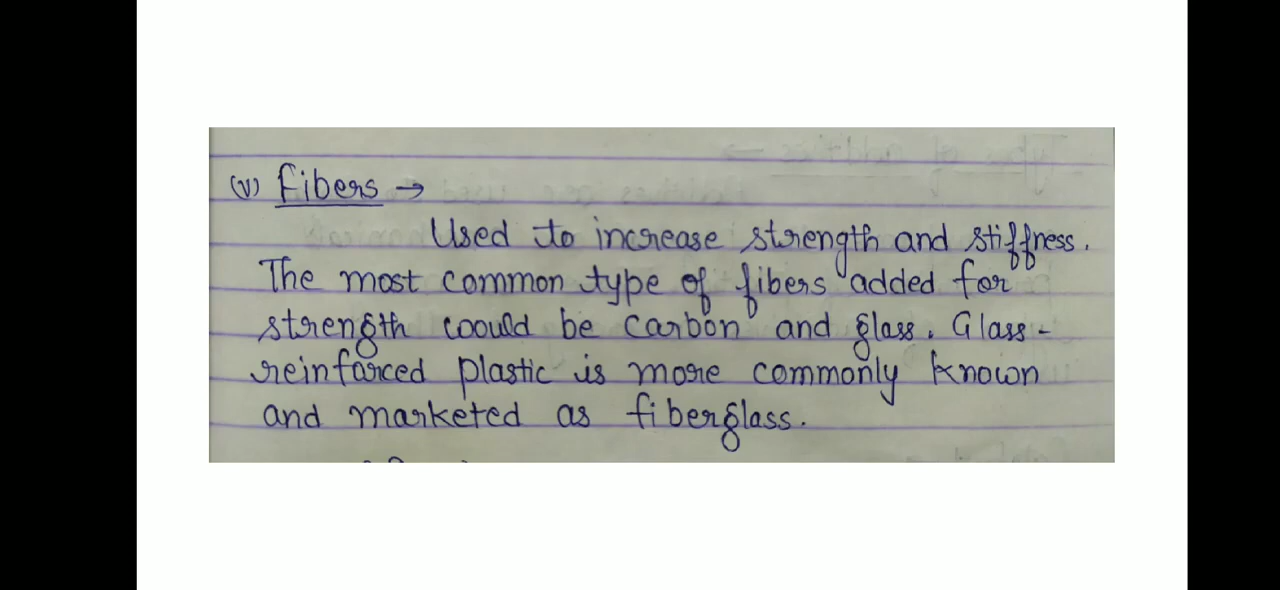 (v) Fibers →
Used to increase strength and stiffness.
The most common type of fibers added for
strength would be carbon and glass. Glass-
reinforced plastic is more commonly known
and marketed as fiberglass.